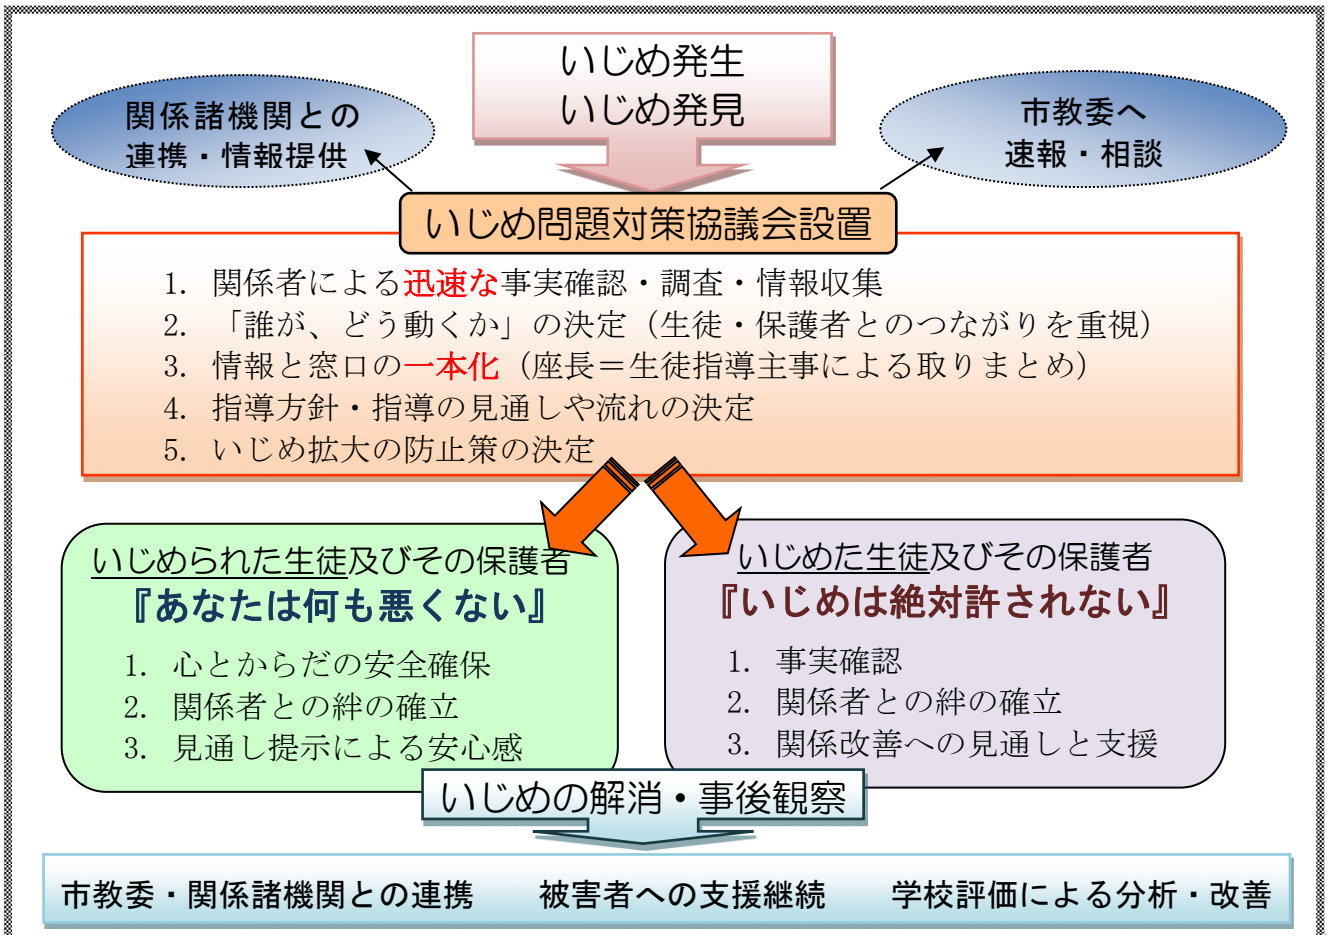 いじめ発生
いじめ発見
関係諸機関との
連携・情報提供
市教委へ
速報・相談
いじめ問題対策協議会設置
1. 関係者による迅速な事実確認・調査・情報収集
2. 「誰が、どう動くか」の決定（生徒・保護者とのつながりを重視）
3. 情報と窓口の一本化（座長＝生徒指導主事による取りまとめ）
4. 指導方針・指導の見通しや流れの決定
5. いじめ拡大の防止策の決定
いじめられた生徒及びその保護者
『あなたは何も悪くない』
1. 心とからだの安全確保
2. 関係者との絆の確立
3. 見通し提示による安心感
いじめた生徒及びその保護者
『いじめは絶対許されない』
1. 事実確認
2. 関係者との絆の確立
3. 関係改善への見通しと支援
いじめの解消・事後観察
市教委・関係諸機関との連携　　被害者への支援継続　　学校評価による分析・改善